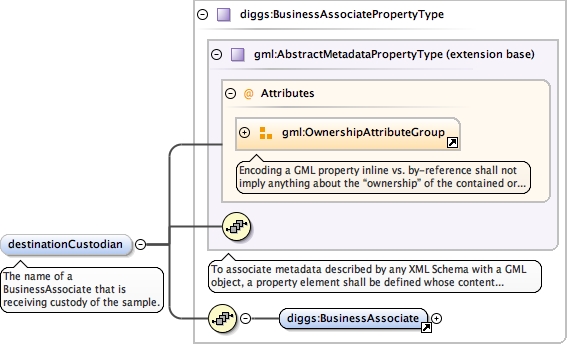 diggs:BusinessAssociatePropertyType
gml:AbstractMetadataPropertyType (extension base)
@ Attributes
gml:OwnershipAttributeGroup
Encoding a GML property inline vs. by-reference shall not
imply anything about the “ownership” of the contained or...
destinationCustodian
The name of a
BusinessAssociate that is
receiving custody of the sample.
To associate metadata described by any XML Schema with a GML
object, a property element shall be defined whose content...
diggs:BusinessAssociate